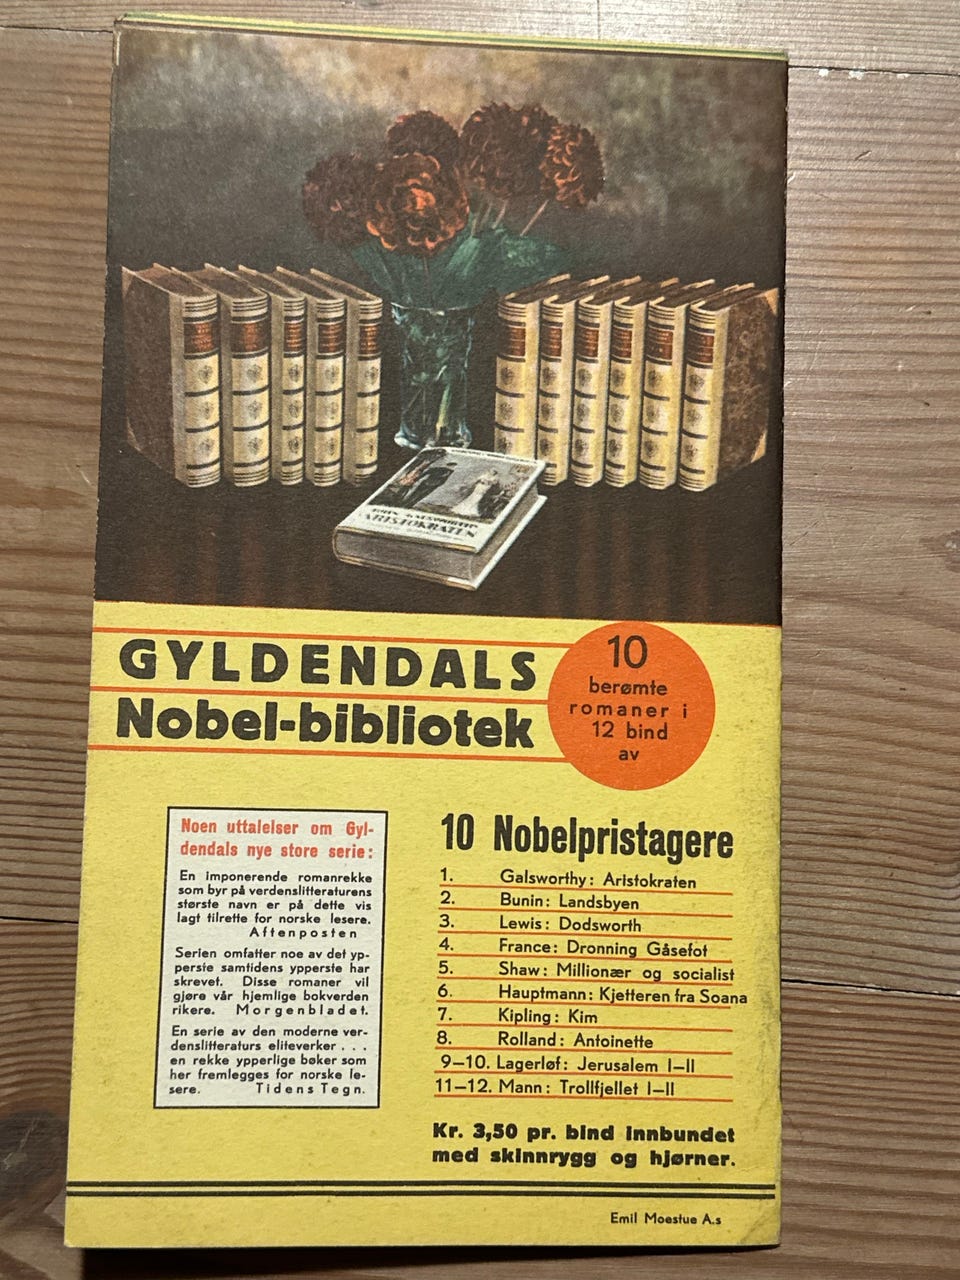 JOHN GALSWORTHY
ARISTOKRATEN
GYLDENDALS
Nobel-bibliotek
10
berømte
romaner i
12 bind
av
Noen uttalelser om Gyl-
dendals nye store serie:
En imponerende romanrekke
som byr på verdenslitteraturens
største navn er på dette vis
lagt tilrette for norske lesere.
Aftenposten
Serien omfatter noe av det yp-
perste samtidens ypperste har
skrevet. Disse romaner vil
gjøre vår hjemlige bokverden
rikere. Morgenbladet.
En serie av den moderne ver-
denslitteraturs eliteverker . . .
en rekke ypperlige bøker som
her fremlegges for norske le-
sere. Tidens Tegn.
10 Nobelpristagere
1. Galsworthy: Aristokraten
2. Bunin: Landsbyen
3. Lewis: Dodsworth
4. France: Dronning Gåsefot
5. Shaw: Millionær og socialist
6. Hauptmann: Kjetteren fra Soana
7. Kipling: Kim
8. Rolland: Antoinette
9—10. Lagerløf: Jerusalem I—II
11—12. Mann: Trollfjellet I—II
Kr. 3,50 pr. bind innbundet
med skinnrygg og hjørner.
Emil Moestue A.s